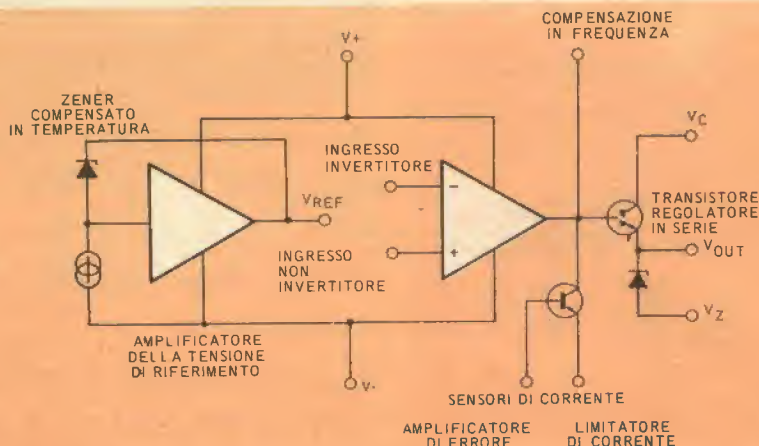 COMPENSAZIONE
IN FREQUENZA
V+
ZENER
COMPENSATO
IN TEMPERATURA
INGRESSO
INVERTITORE
VC
VREF
-
+
TRANSISTORE
REGOLATORE
IN SERIE
VOUT
INGRESSO
NON
INVERTITORE
VZ
AMPLIFICATORE
DELLA TENSIONE
DI RIFERIMENTO
V-
SENSORI DI CORRENTE
AMPLIFICATORE
DI ERRORE
LIMITATORE
DI CORRENTE